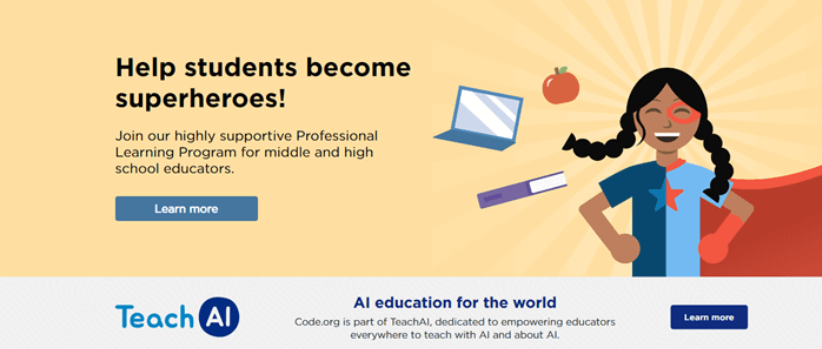 Help students become
superheroes!
Join our highly supportive Professional
Learning Program for middle and high
school educators.
Learn more
Teach AI
AI education for the world
Code.org is part of TeachAI, dedicated to empowering educators
everywhere to teach with AI and about AI.
Learn more